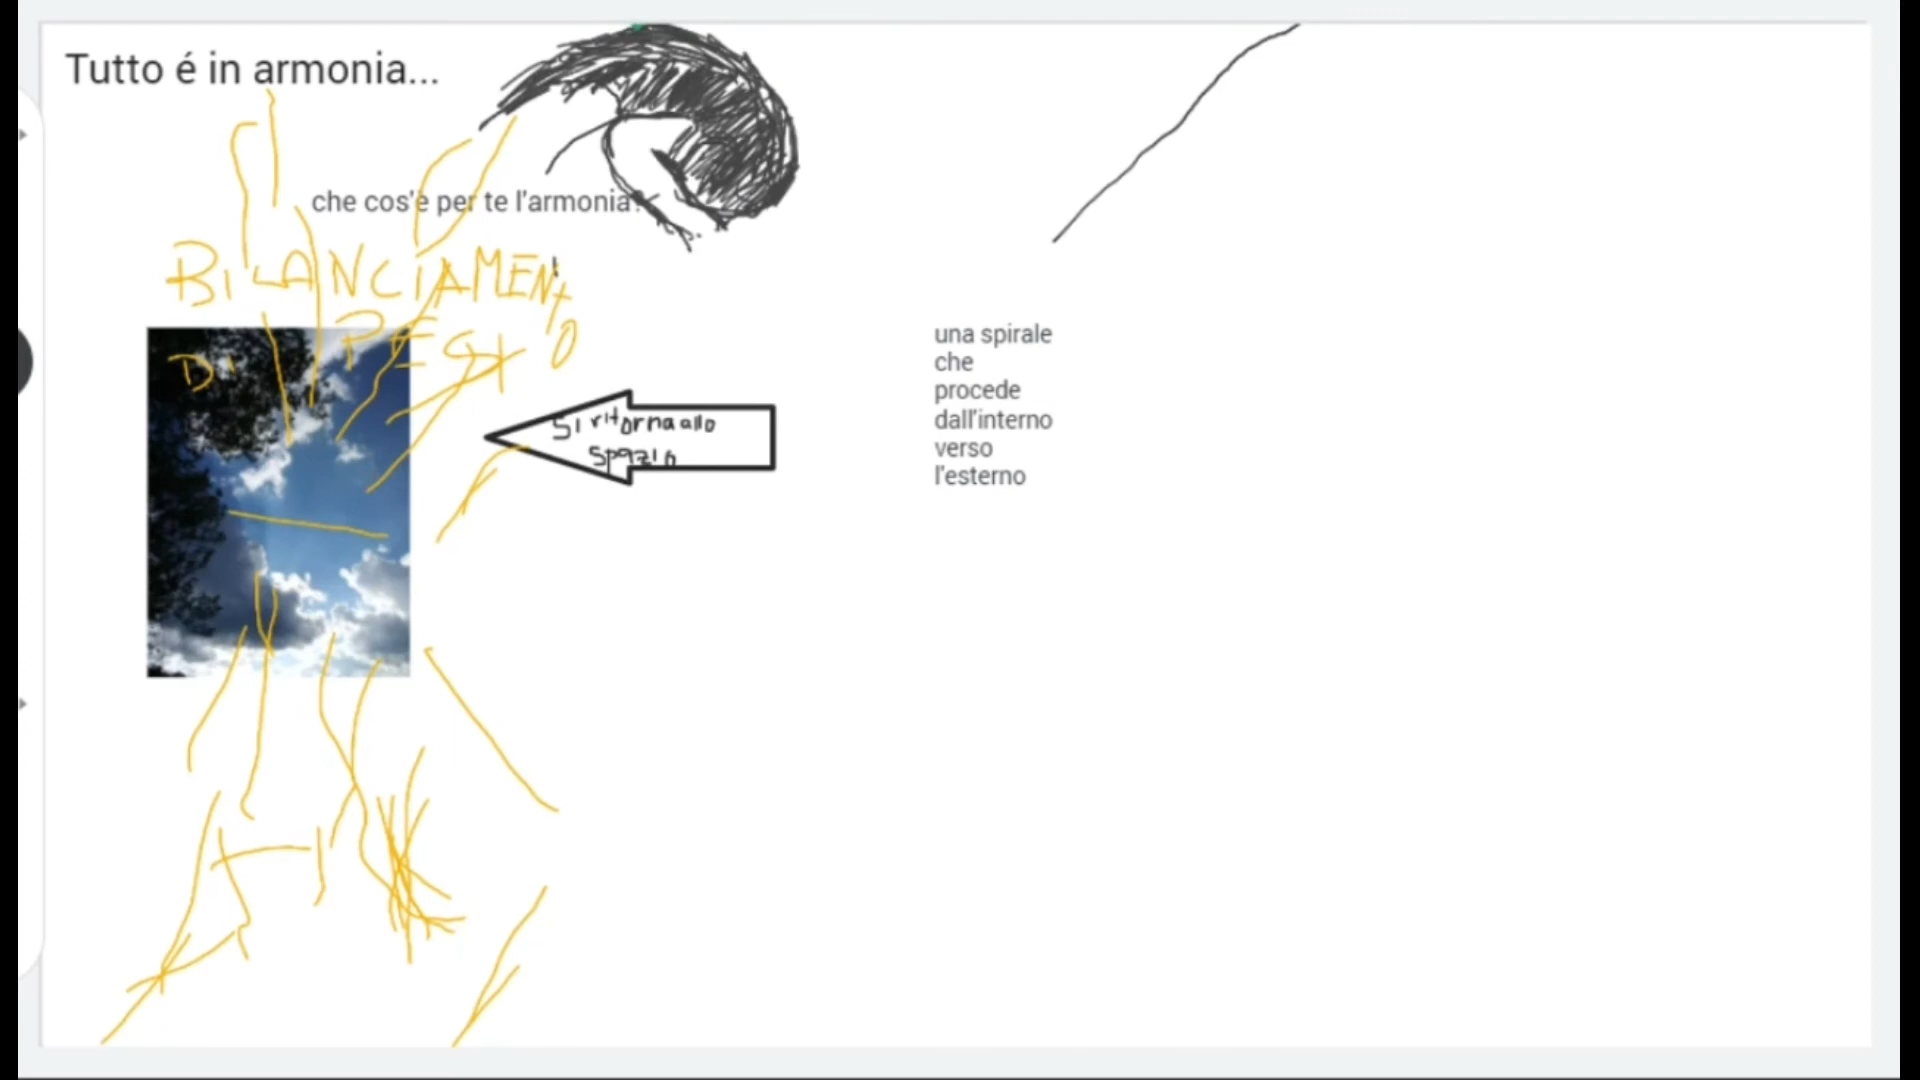 Tutto é in armonia...
che cos'è per te l'armonia?
BILANCIAMENTO
DI PESI
Si ritorna allo
spazio
una spirale
che
procede
dall'interno
verso
l'esterno